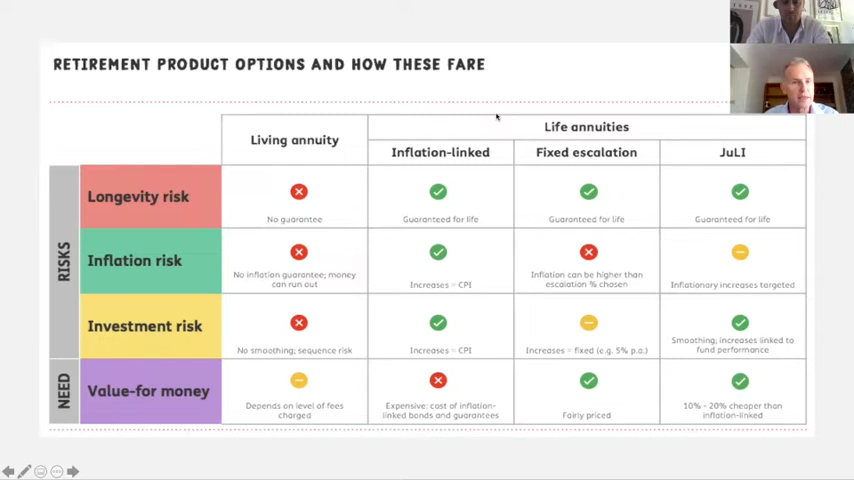 RETIREMENT PRODUCT OPTIONS AND HOW THESE FARE
Living annuity
Life annuities
Inflation-linked
Fixed escalation
JuLI
RISKS
Longevity risk
No guarantee
Guaranteed for life
Guaranteed for life
Guaranteed for life
Inflation risk
No inflation guarantee; money
can run out
Increases = CPI
Inflation can be higher than
escalation % chosen
Inflationary increases targeted
Investment risk
No smoothing; sequence risk
Increases = CPI
Increases = fixed (e.g. 5% p.a.)
Smoothing; increases linked to
fund performance
NEED
Value-for money
Depends on level of fees
charged
Expensive: cost of inflation-
linked bonds and guarantees
Fairly priced
10% - 20% cheaper than
inflation-linked